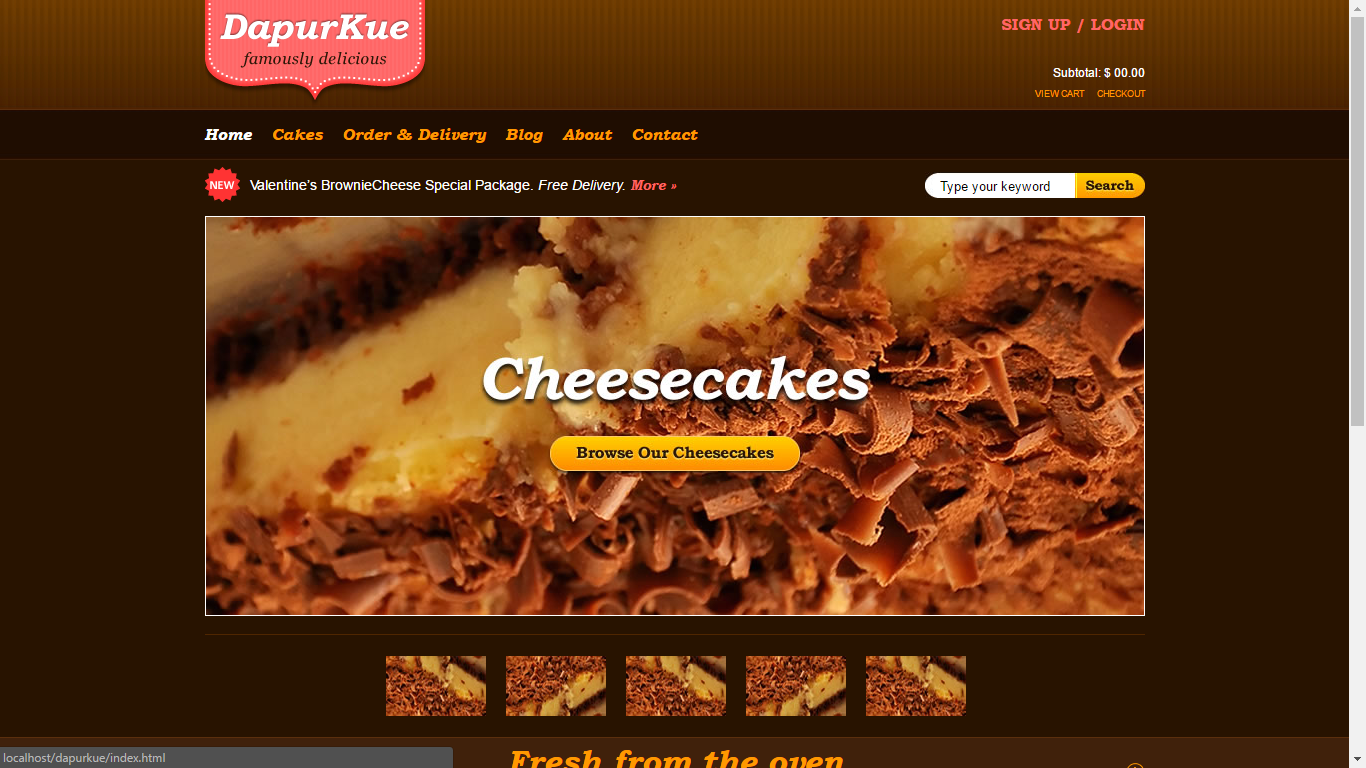 DapurKue
famously delicious
SIGN UP / LOGIN
Subtotal: $ 00.00
VIEW CART CHECKOUT
Home Cakes Order & Delivery Blog About Contact
NEW Valentine's BrownieCheese Special Package. Free Delivery. More »
Type your keyword Search
Cheesecakes
Browse Our Cheesecakes
Fresh from the oven
localhost/dapurkue/index.html